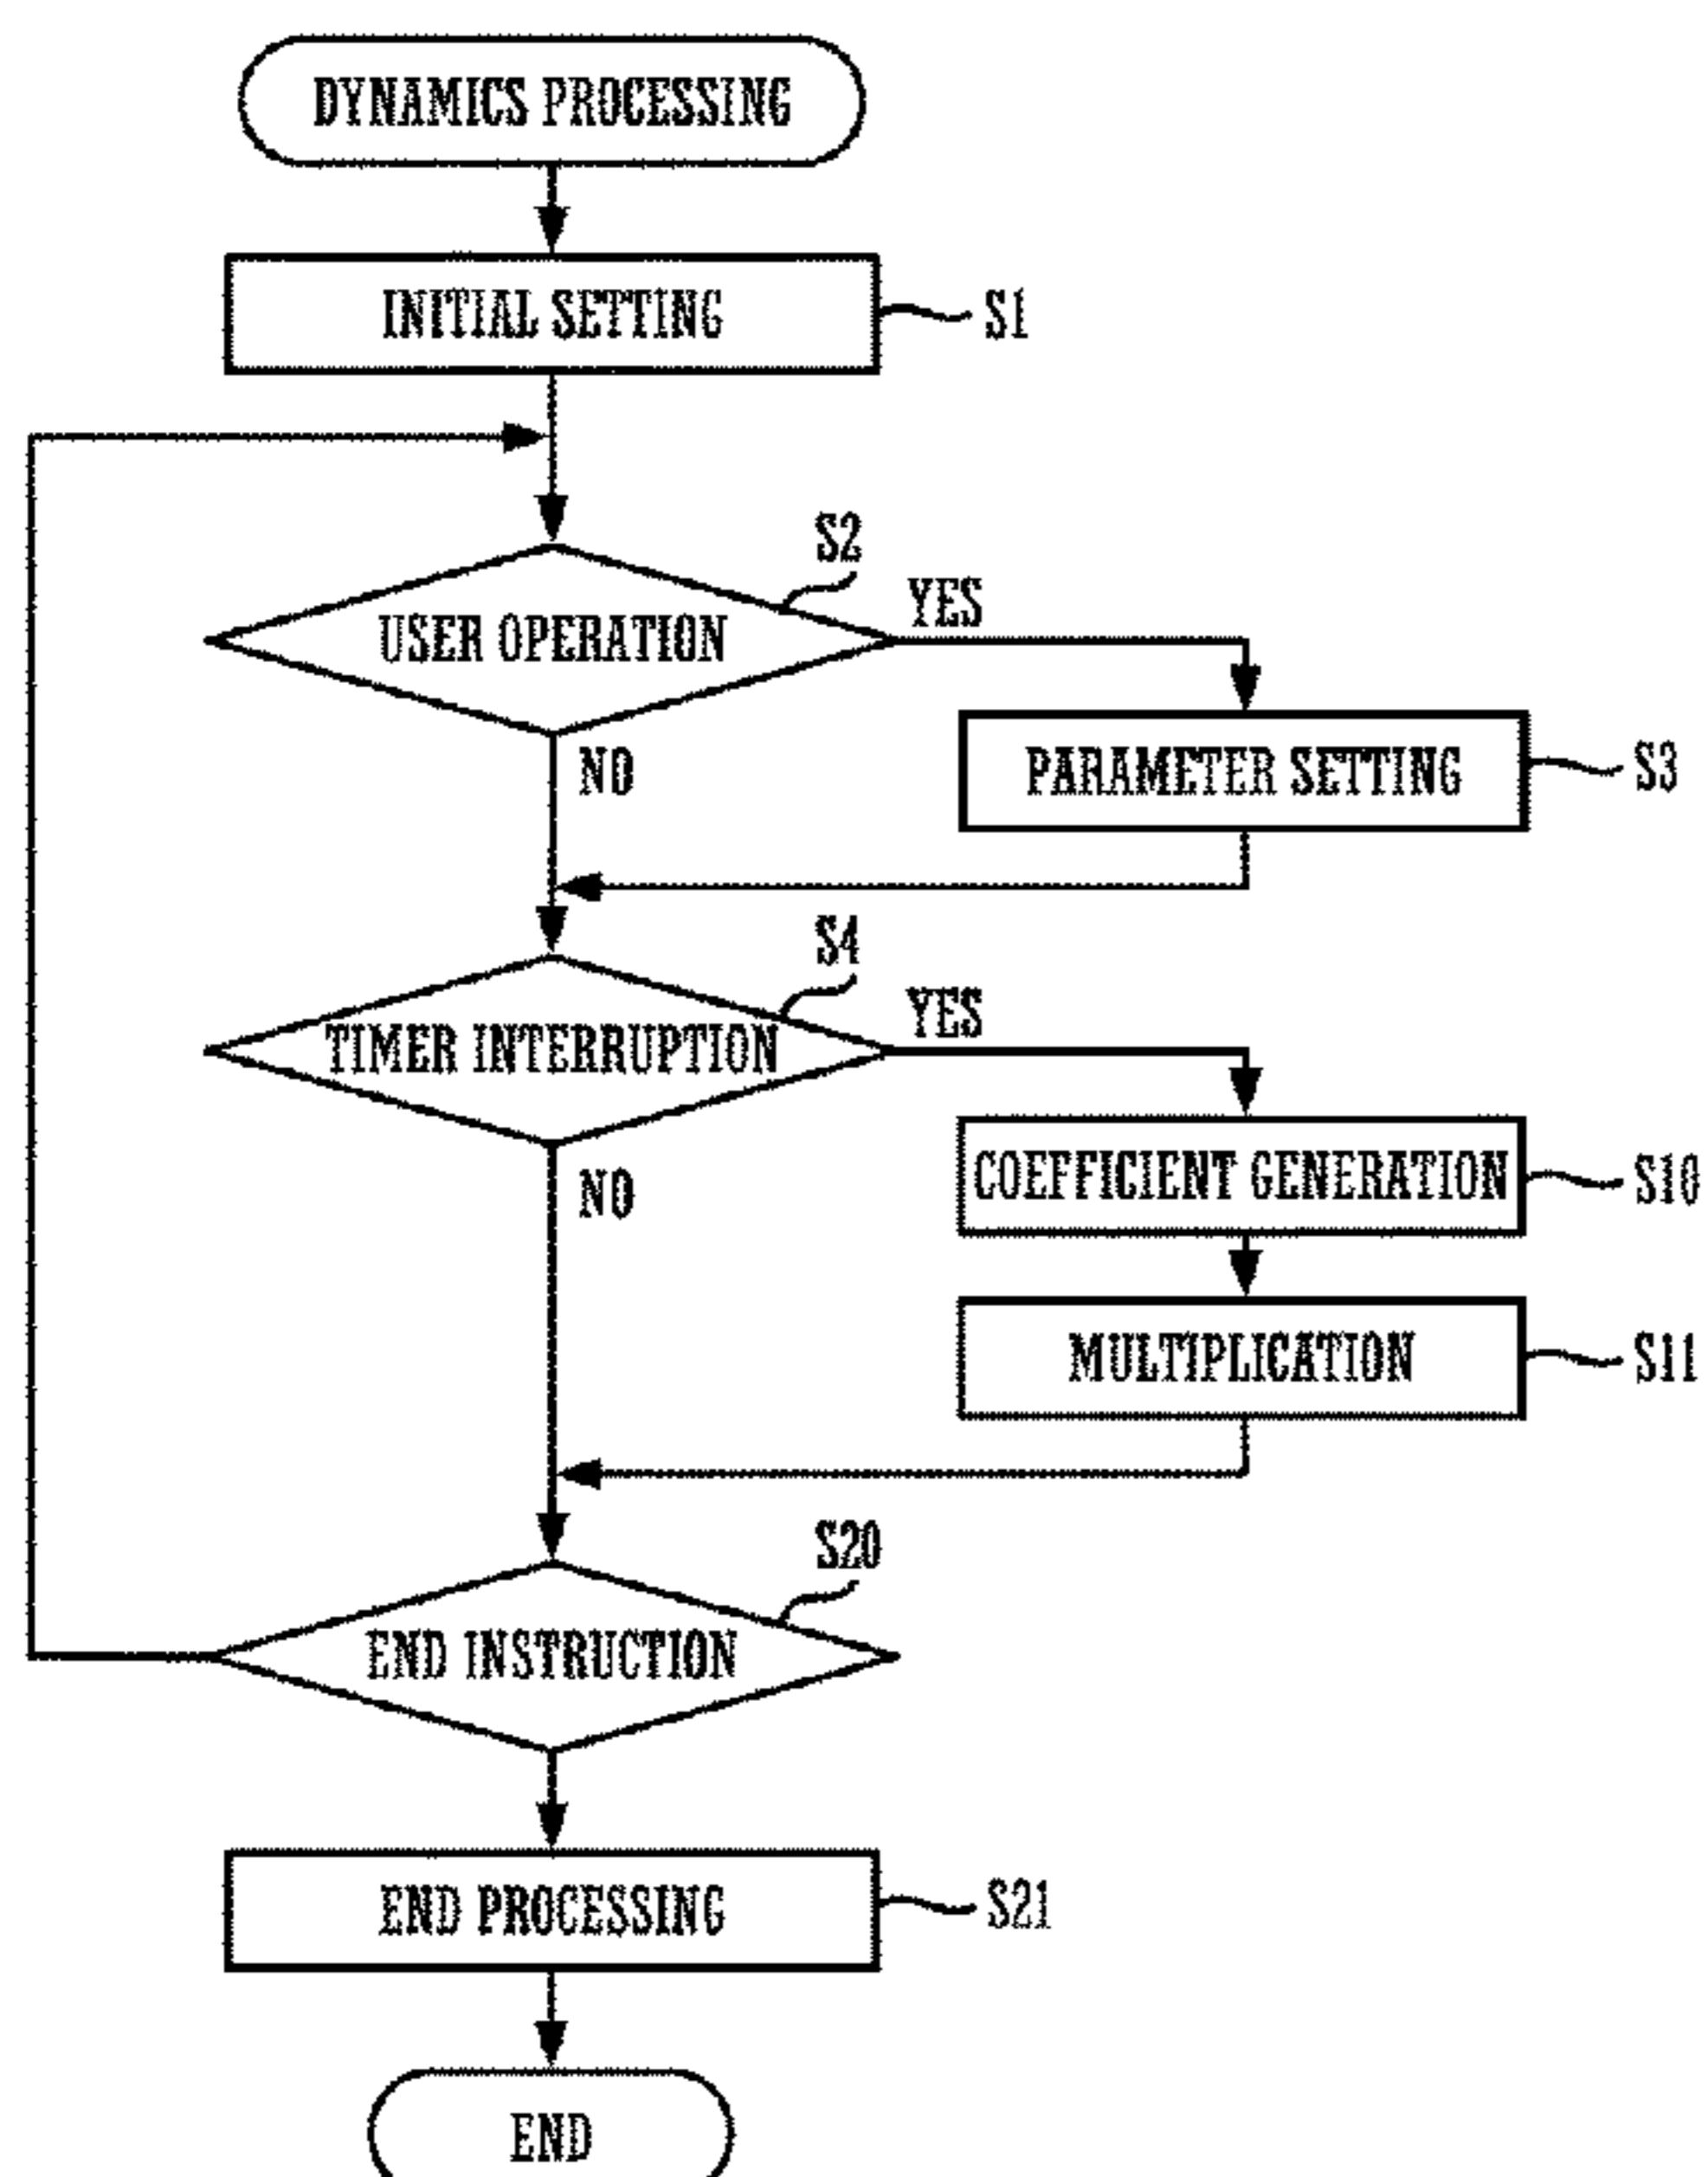 DYNAMICS PROCESSING
INITIAL SETTING
S1
S2
YES
USER OPERATION
NO
PARAMETER SETTING
S3
S4
YES
TIMER INTERRUPTION
NO
COEFFICIENT GENERATION
S10
MULTIPLICATION
S11
S20
END INSTRUCTION
END PROCESSING
S21
END